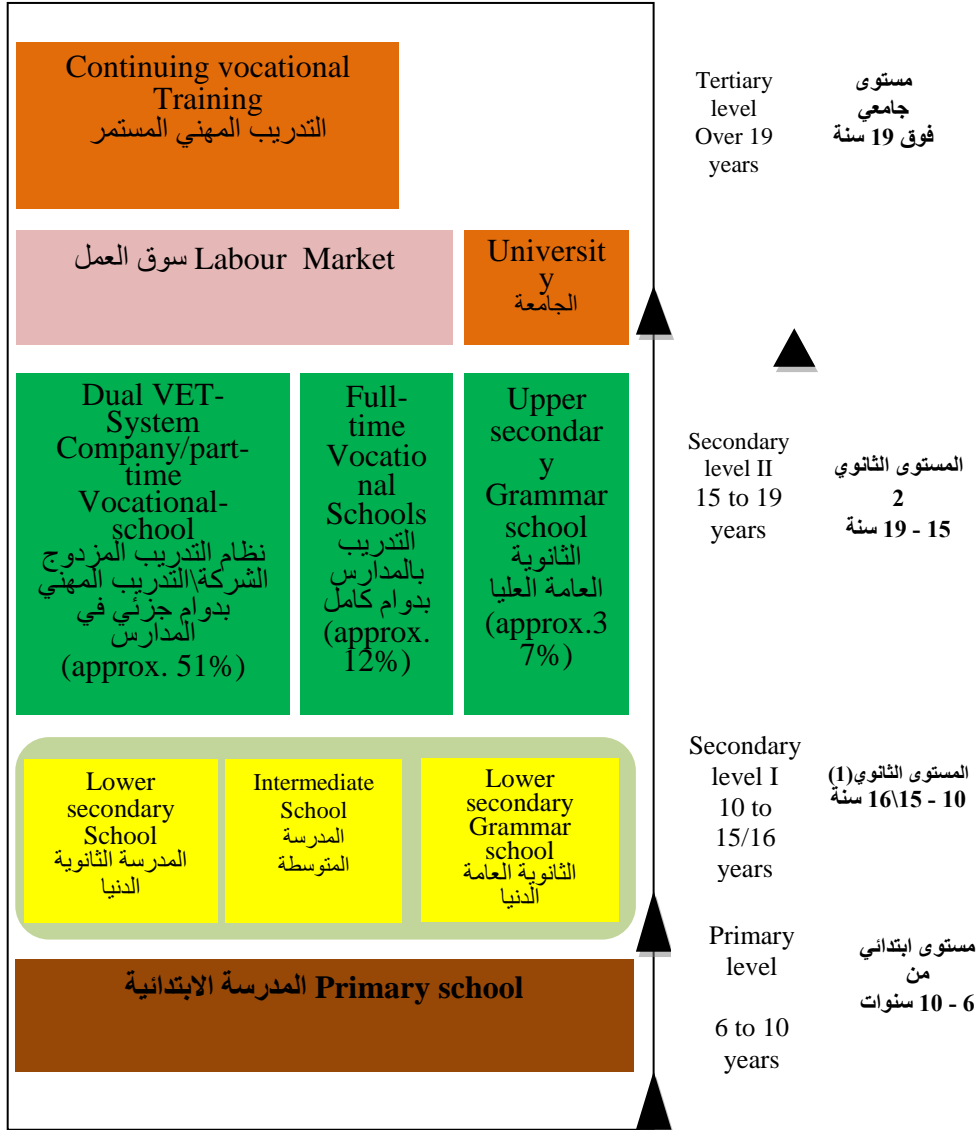 Continuing vocational
Training
التدريب المهني المستمر
Tertiary
level
Over 19
years
مستوى
جامعي
فوق 19 سنة
سوق العمل Labour Market
Universit
y
الجامعة
Dual VET-
System
Company/part-
time
Vocational-
school
نظام التدريب المزدوج
الشركة\التدريب المهني
بدوام جزئي في
المدارس
(approx. 51%)
Full-
time
Vocatio
nal
Schools
التدريب
بالمدارس
بدوام كامل
(approx.
12%)
Upper
secondar
y
Grammar
school
الثانوية
العامة العليا
(approx.3
7%)
Secondary
level II
15 to 19
years
المستوى الثانوي
2
15 - 19 سنة
Lower
secondary
School
المدرسة الثانوية
الدنيا
Intermediate
School
المدرسة
المتوسطة
Lower
secondary
Grammar
school
الثانوية العامة
الدنيا
Secondary
level I
10 to
15/16
years
المستوى الثانوي(1)
10 - 15\16 سنة
المدرسة الابتدائية Primary school
Primary
level
6 to 10
years
مستوى ابتدائي
من
6 - 10 سنوات